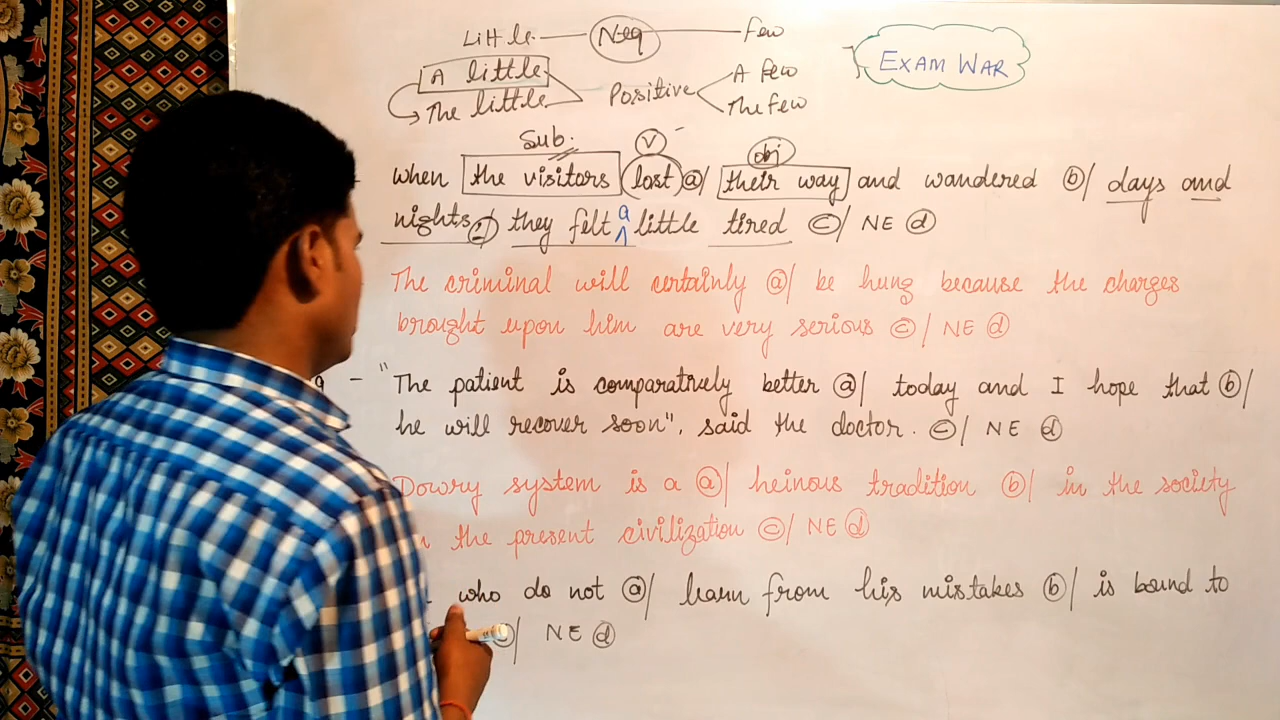 Little — Neg — Few
EXAM WAR
A little Positive A few
The little The few
Sub. V obj
when the visitors lost (a)/ their way and wandered (b)/ days and
nights, they felt a little tired (c)/ NE (d)
The criminal will certainly (a)/ be hung because the charges
brought upon him are very serious (c)/ NE (d)
9 - "The patient is comparatively better (a)/ today and I hope that (b)/
he will recover soon", said the doctor. (c)/ NE (d)
Dowry system is a (a)/ heinous tradition (b)/ in the society
the present civilization (c)/ NE (d)
who do not (a)/ learn from his mistakes (b)/ is bound to
(c)/ NE (d)